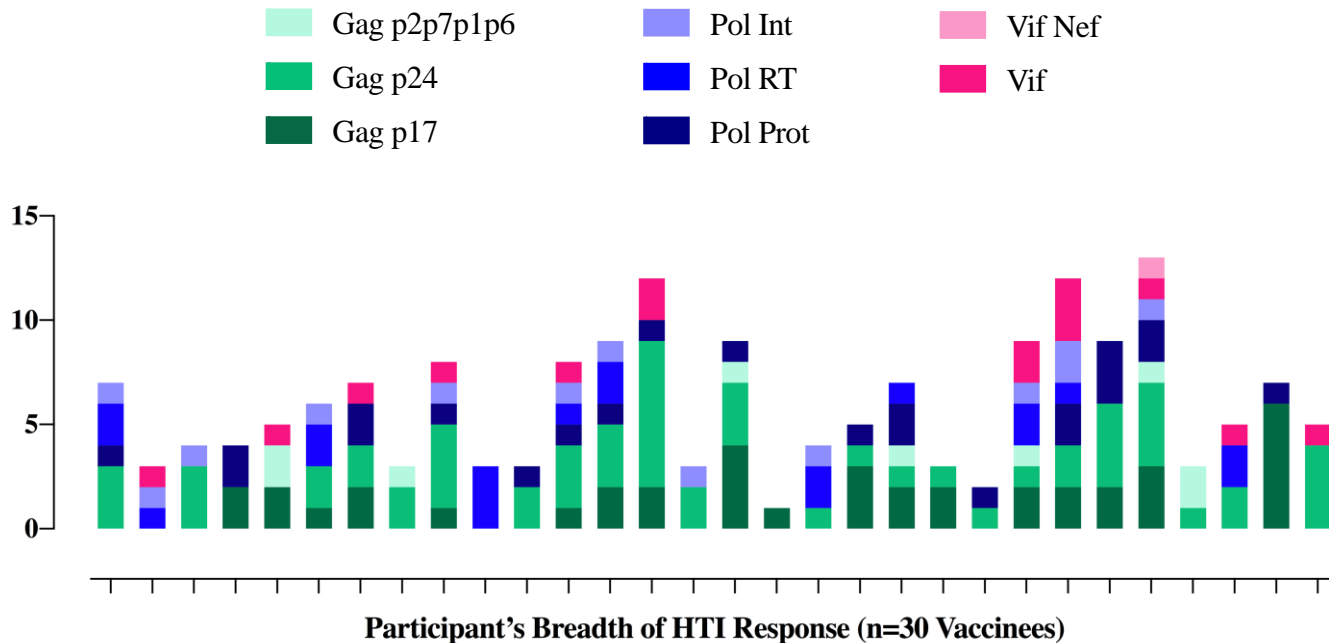 Gag p2p7p1p6
Gag p24
Gag p17
Pol Int
Pol RT
Pol Prot
Vif Nef
Vif
15
10
5
0
Participant's Breadth of HTI Response (n=30 Vaccinees)